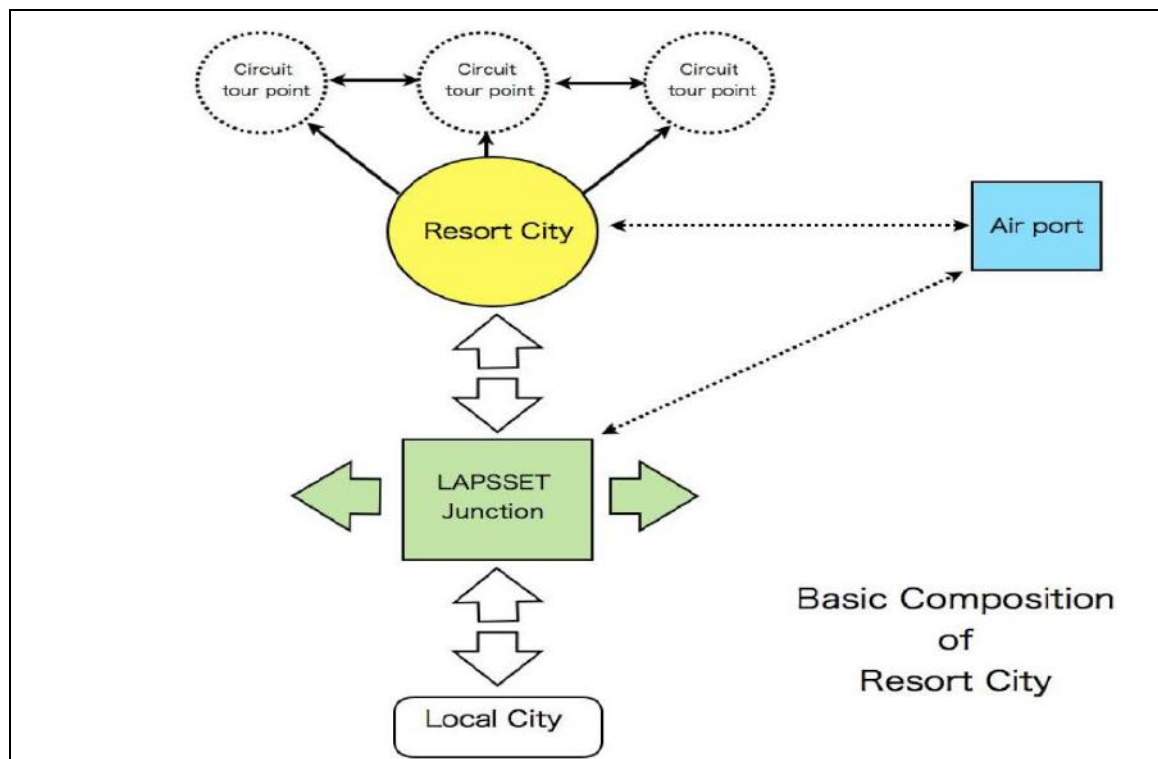 Circuit
tour point
Circuit
tour point
Circuit
tour point
Resort City
Air port
LAPSSET
Junction
Basic Composition
of
Resort City
Local City